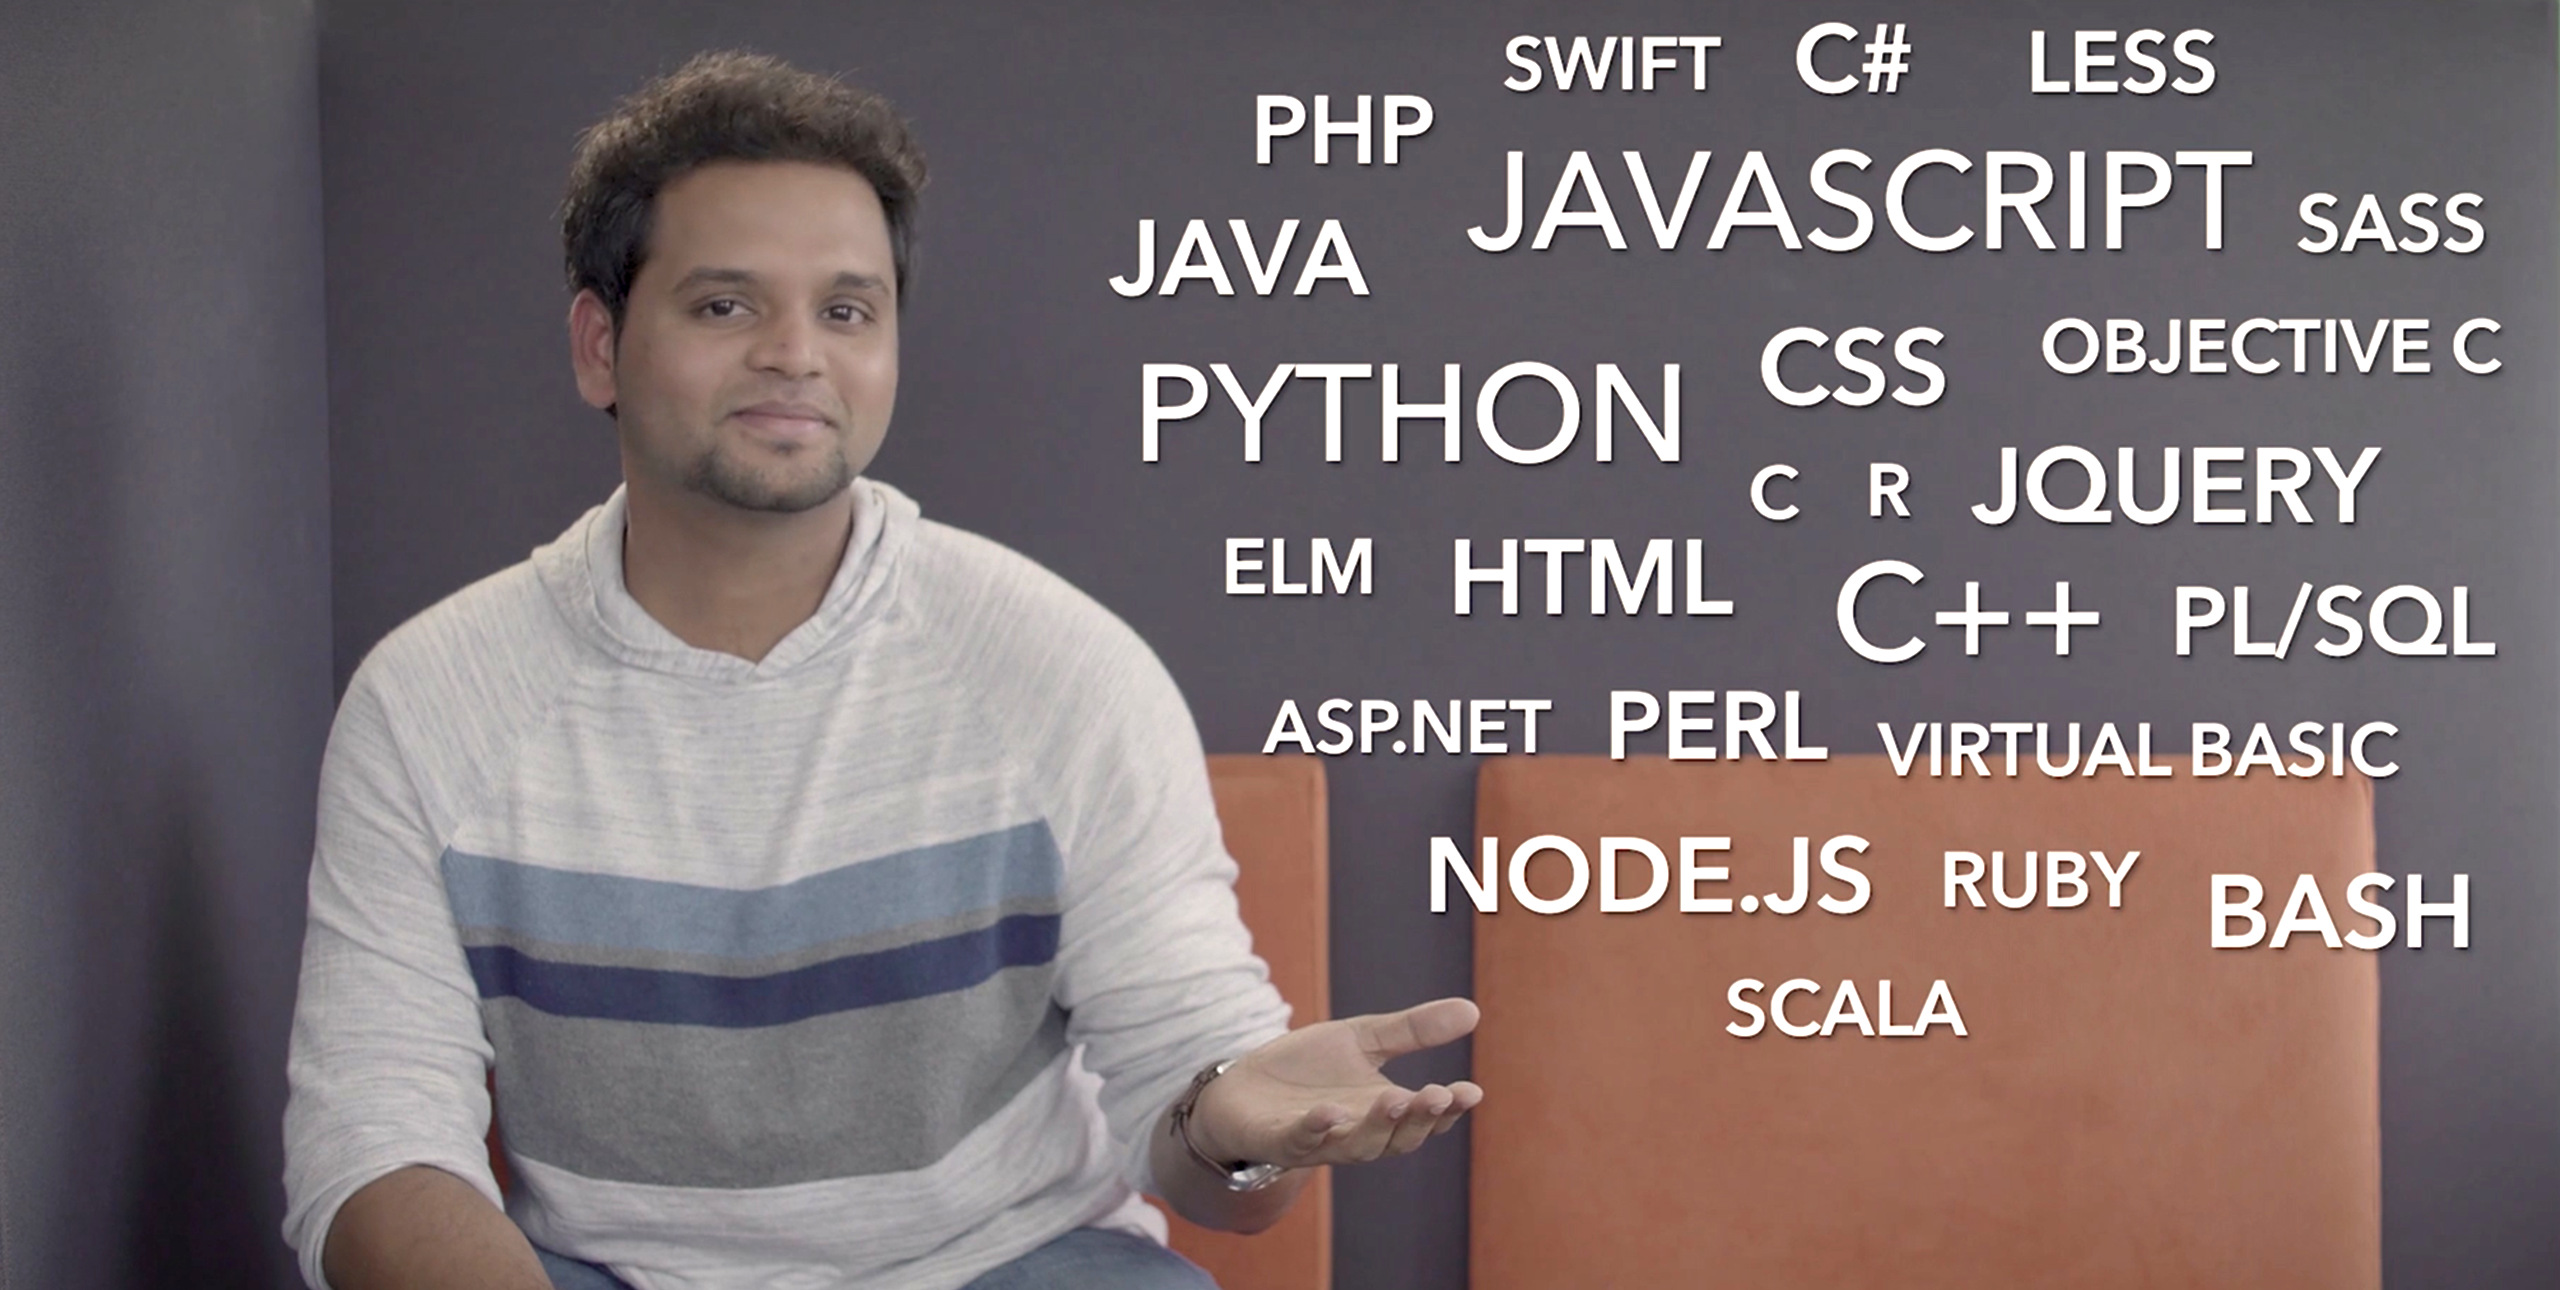 SWIFT C# LESS
PHP
JAVASCRIPT
SASS
JAVA
CSS
OBJECTIVE C
PYTHON
C R JQUERY
ELM HTML
C++ PL/SQL
ASP.NET PERL VIRTUAL BASIC
NODE.JS RUBY BASH
SCALA